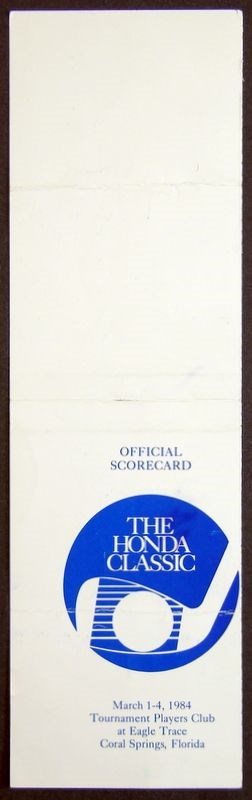 OFFICIAL
SCORECARD
THE
HONDA
CLASSIC
March 1-4, 1984
Tournament Players Club
at Eagle Trace
Coral Springs, Florida